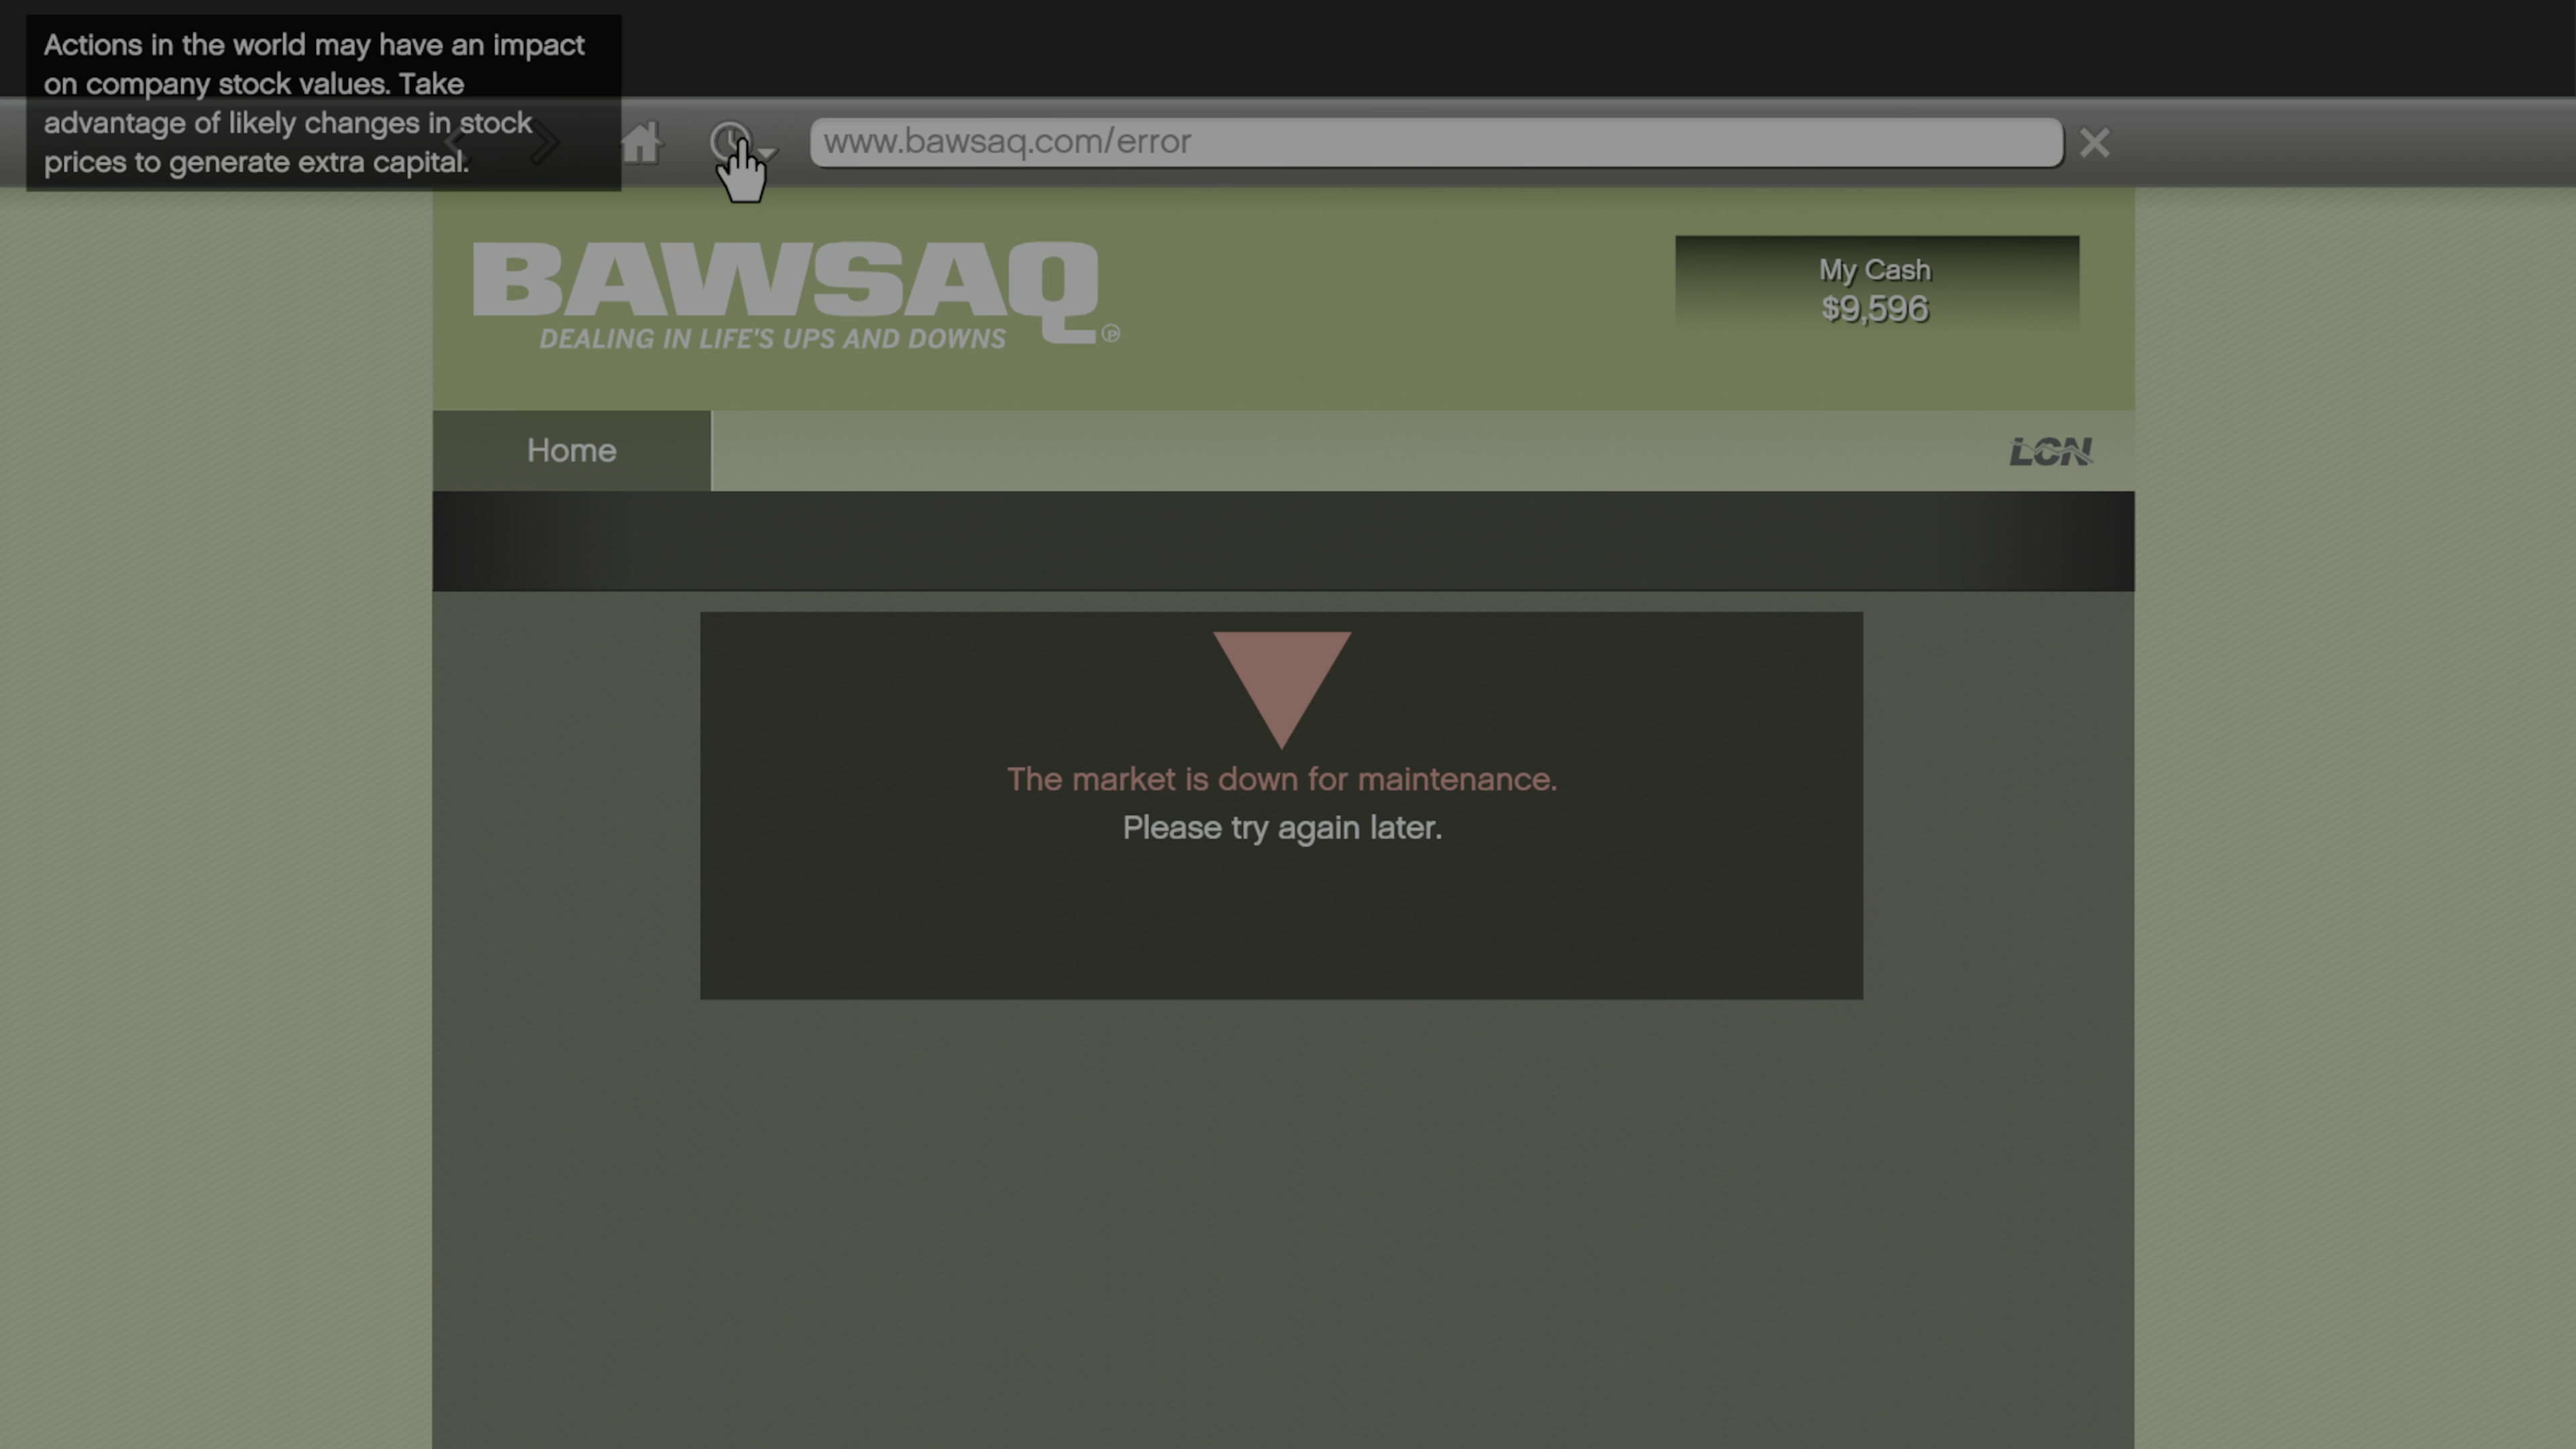 Actions in the world may have an impact
on company stock values. Take
advantage of likely changes in stock
prices to generate extra capital.
www.bawsaq.com/error
BAWSAQ
DEALING IN LIFE'S UPS AND DOWNS
My Cash
$9,596
Home
LCN
The market is down for maintenance.
Please try again later.